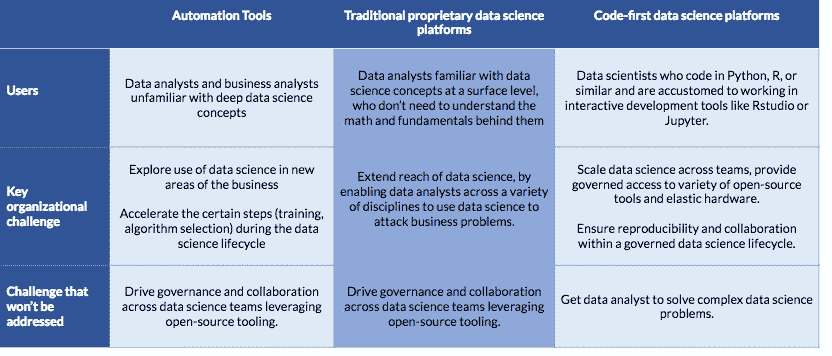 Automation Tools
Traditional proprietary data science
platforms
Code-first data science platforms
Users
Data analysts and business analysts
unfamiliar with deep data science
concepts
Data analysts familiar with data
science concepts at a surface level,
who don't need to understand the
math and fundamentals behind them
Data scientists who code in Python, R, or
similar and are accustomed to working in
interactive development tools like Rstudio or
Jupyter.
Key
organizational
challenge
Explore use of data science in new
areas of the business
Accelerate the certain steps (training,
algorithm selection) during the data
science lifecycle
Extend reach of data science, by
enabling data analysts across a variety
of disciplines to use data science to
attack business problems.
Scale data science across teams, provide
governed access to variety of open-source
tools and elastic hardware.
Ensure reproducibility and collaboration
within a governed data science lifecycle.
Challenge that
won't be
addressed
Drive governance and collaboration
across data science teams leveraging
open-source tooling.
Drive governance and collaboration
across data science teams leveraging
open-source tooling.
Get data analyst to solve complex data science
problems.